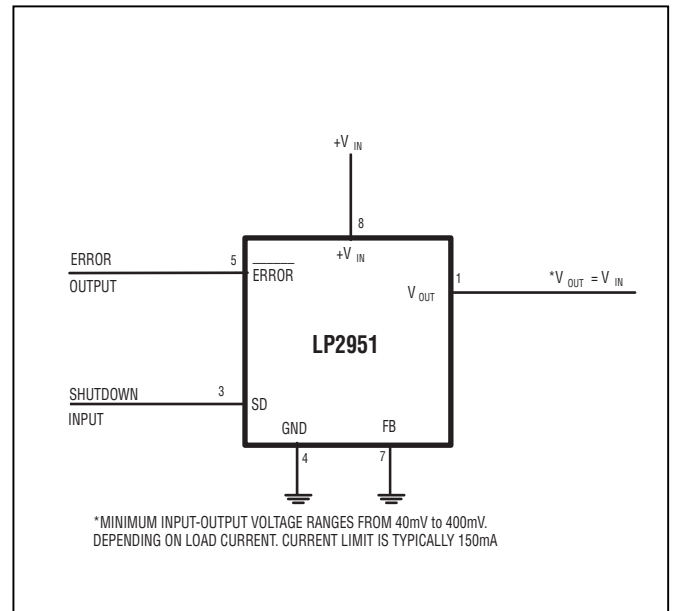 +V IN
8
+V IN
ERROR
OUTPUT
5
ERROR
1
*V OUT = V IN
V OUT
LP2951
SHUTDOWN
INPUT
3
SD
GND
FB
4
7
*MINIMUM INPUT-OUTPUT VOLTAGE RANGES FROM 40mV to 400mV.
DEPENDING ON LOAD CURRENT. CURRENT LIMIT IS TYPICALLY 150mA